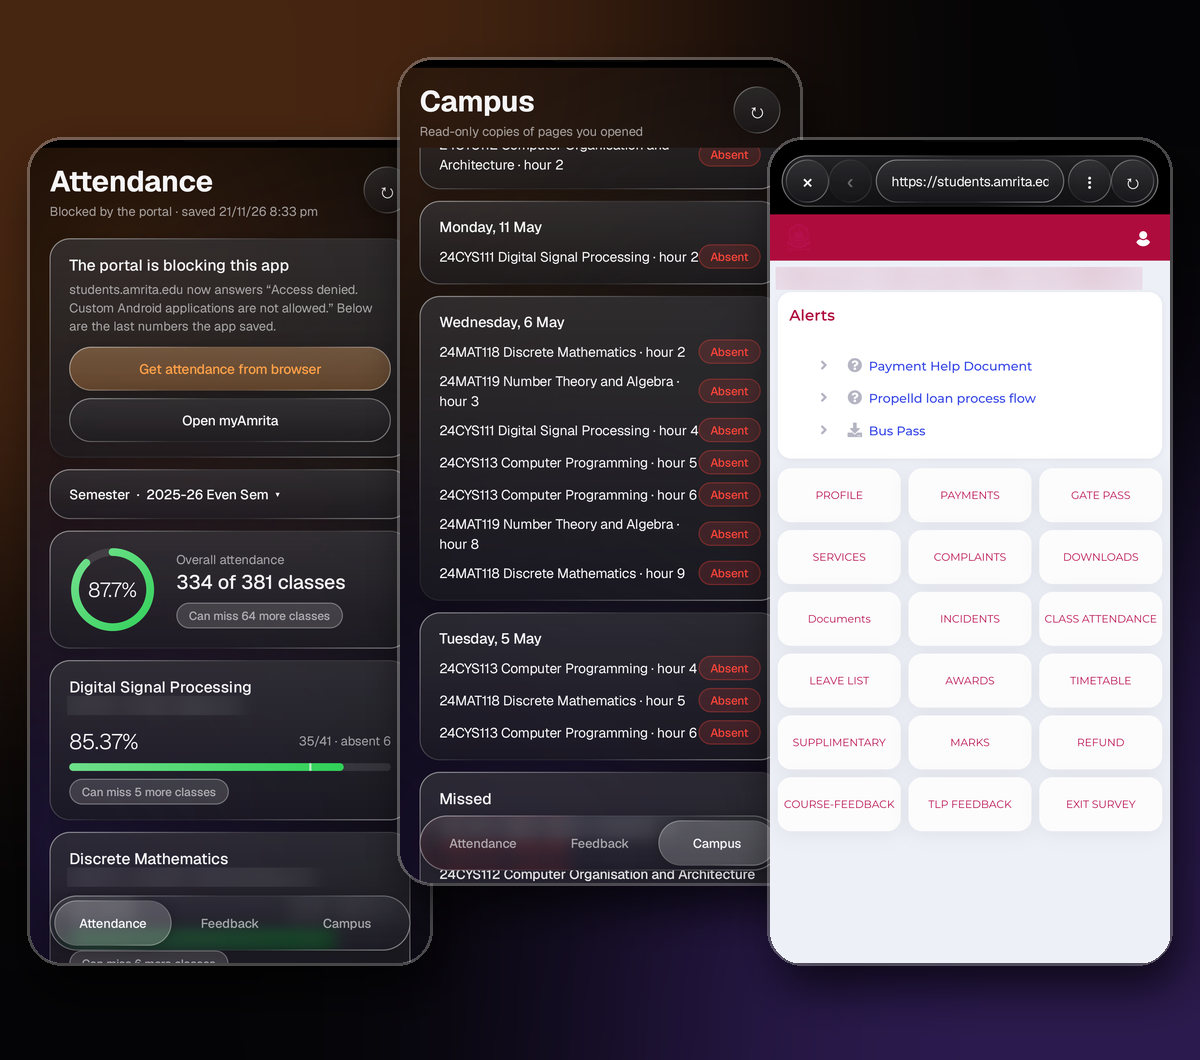 Attendance
Blocked by the portal · saved 21/11/26 8:33 pm
The portal is blocking this app
students.amrita.edu now answers “Access denied.
Custom Android applications are not allowed.” Below
are the last numbers the app saved.
Get attendance from browser
Open myAmrita
Semester · 2025-26 Even Sem
87.7%
Overall attendance
334 of 381 classes
Can miss 64 more classes
Digital Signal Processing
85.37%
35/41 · absent 6
Can miss 5 more classes
Discrete Mathematics
Attendance
Feedback
Campus
Can miss 6 more classes
Campus
Read-only copies of pages you opened
24CYS112 Computer Organisation and
Architecture · hour 2
Absent
Monday, 11 May
24CYS111 Digital Signal Processing · hour 2
Absent
Wednesday, 6 May
24MAT118 Discrete Mathematics · hour 2
Absent
24MAT119 Number Theory and Algebra ·
hour 3
Absent
24CYS111 Digital Signal Processing · hour 4
Absent
24CYS113 Computer Programming · hour 5
Absent
24CYS113 Computer Programming · hour 6
Absent
24MAT119 Number Theory and Algebra ·
hour 8
Absent
24MAT118 Discrete Mathematics · hour 9
Absent
Tuesday, 5 May
24CYS113 Computer Programming · hour 4
Absent
24MAT118 Discrete Mathematics · hour 5
Absent
24CYS113 Computer Programming · hour 6
Absent
Missed
Attendance
Feedback
Campus
24CYS112 Computer Organisation and Architecture
https://students.amrita.ed
Alerts
Payment Help Document
Propelld loan process flow
Bus Pass
PROFILE
PAYMENTS
GATE PASS
SERVICES
COMPLAINTS
DOWNLOADS
Documents
INCIDENTS
CLASS ATTENDANCE
LEAVE LIST
AWARDS
TIMETABLE
SUPPLIMENTARY
MARKS
REFUND
COURSE-FEEDBACK
TLP FEEDBACK
EXIT SURVEY